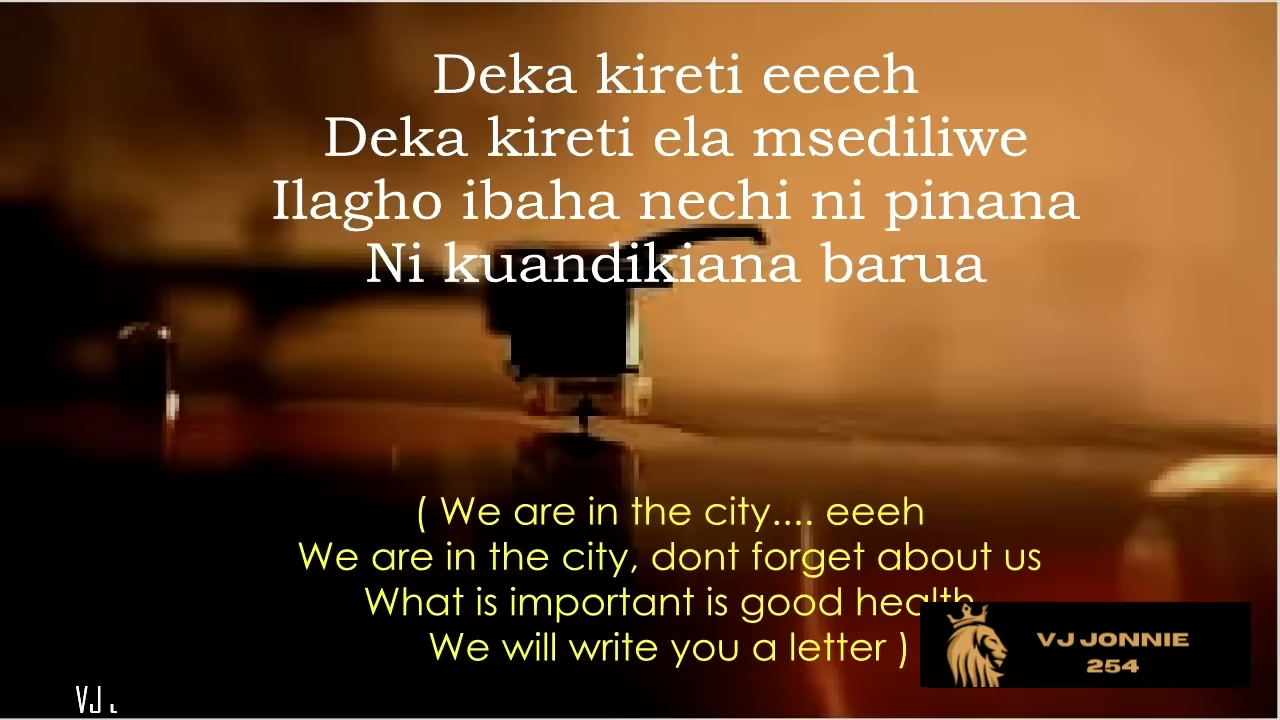 Deka kireti eeeeh
Deka kireti ela msediliwe
Ilagho ibaha nechi ni pinana
Ni kuandikiana barua
( We are in the city.... eeeh
We are in the city, dont forget about us
What is important is good health
We will write you a letter )
VJ JONNIE
254
VJ